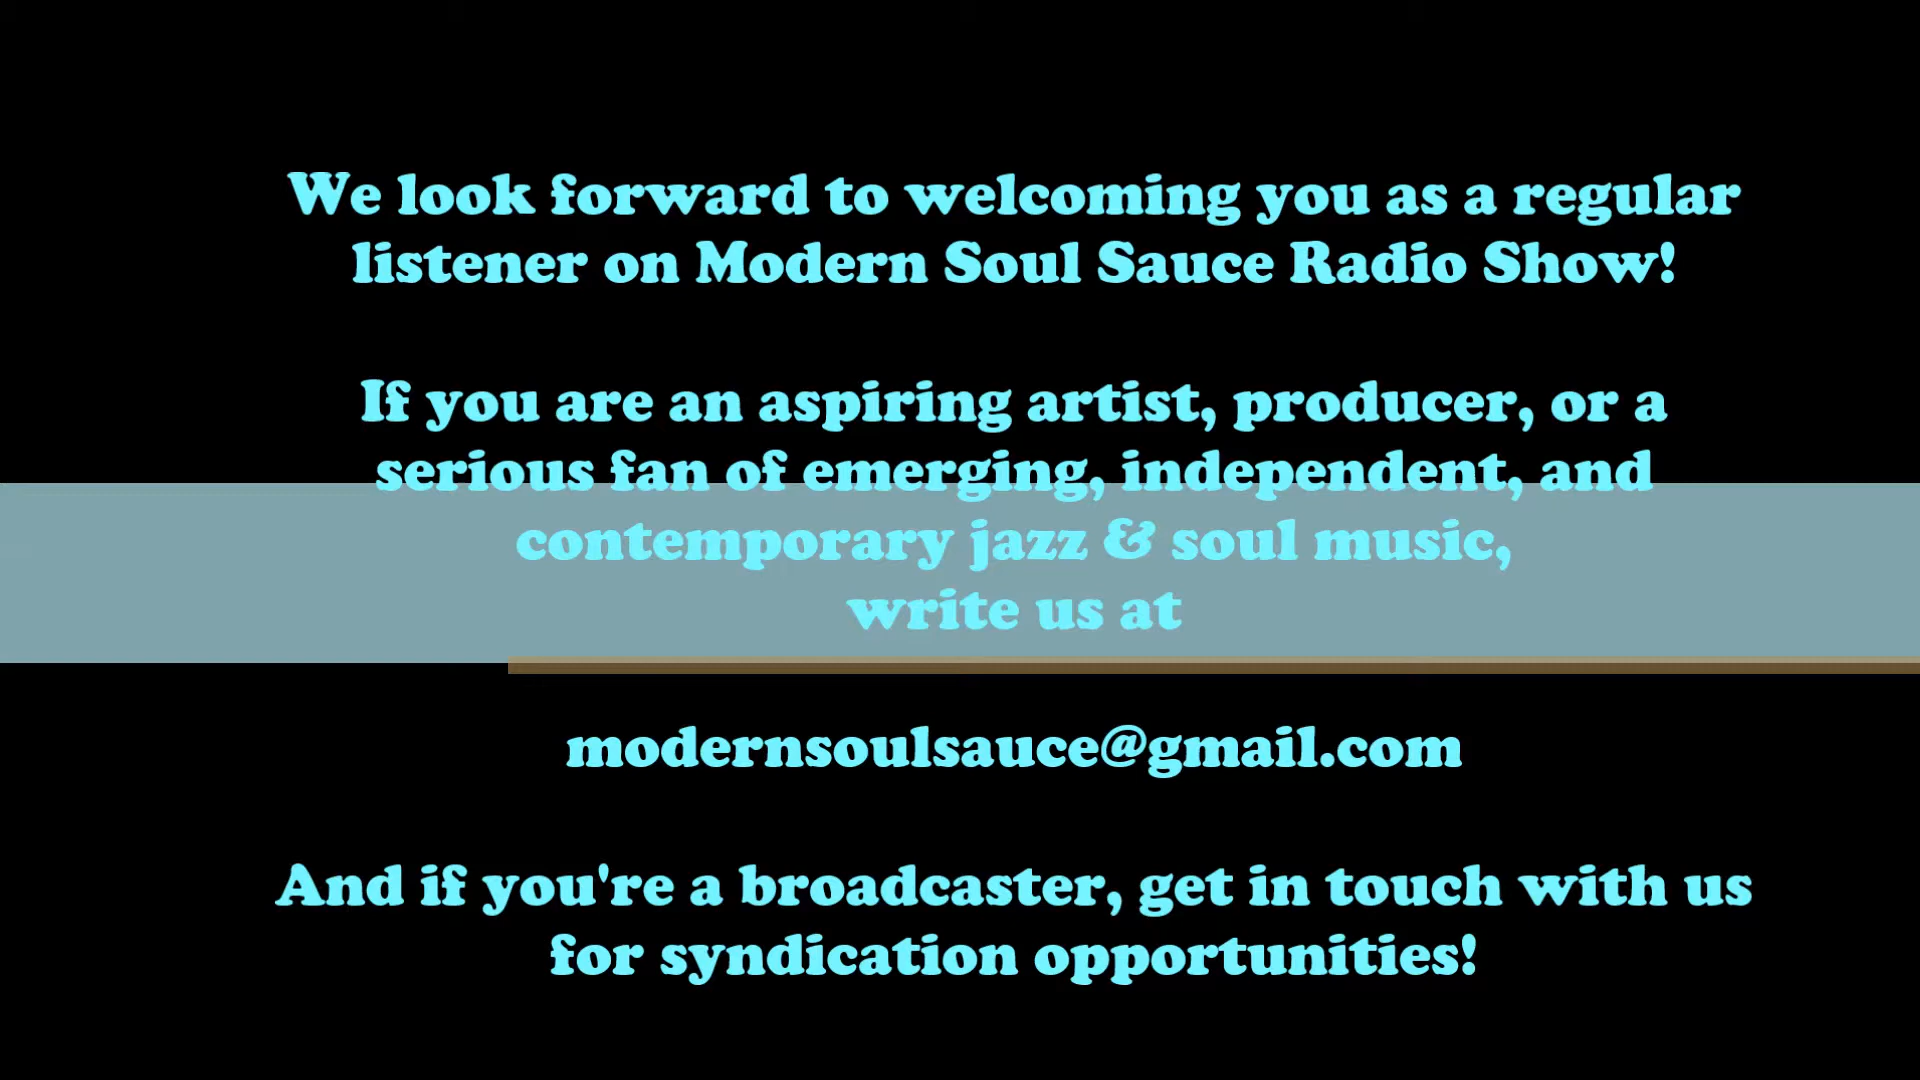 We look forward to welcoming you as a regular
listener on Modern Soul Sauce Radio Show!
If you are an aspiring artist, producer, or a
serious fan of emerging, independent, and
contemporary jazz & soul music,
write us at
modernsoulsauce@gmail.com
And if you're a broadcaster, get in touch with us
for syndication opportunities!